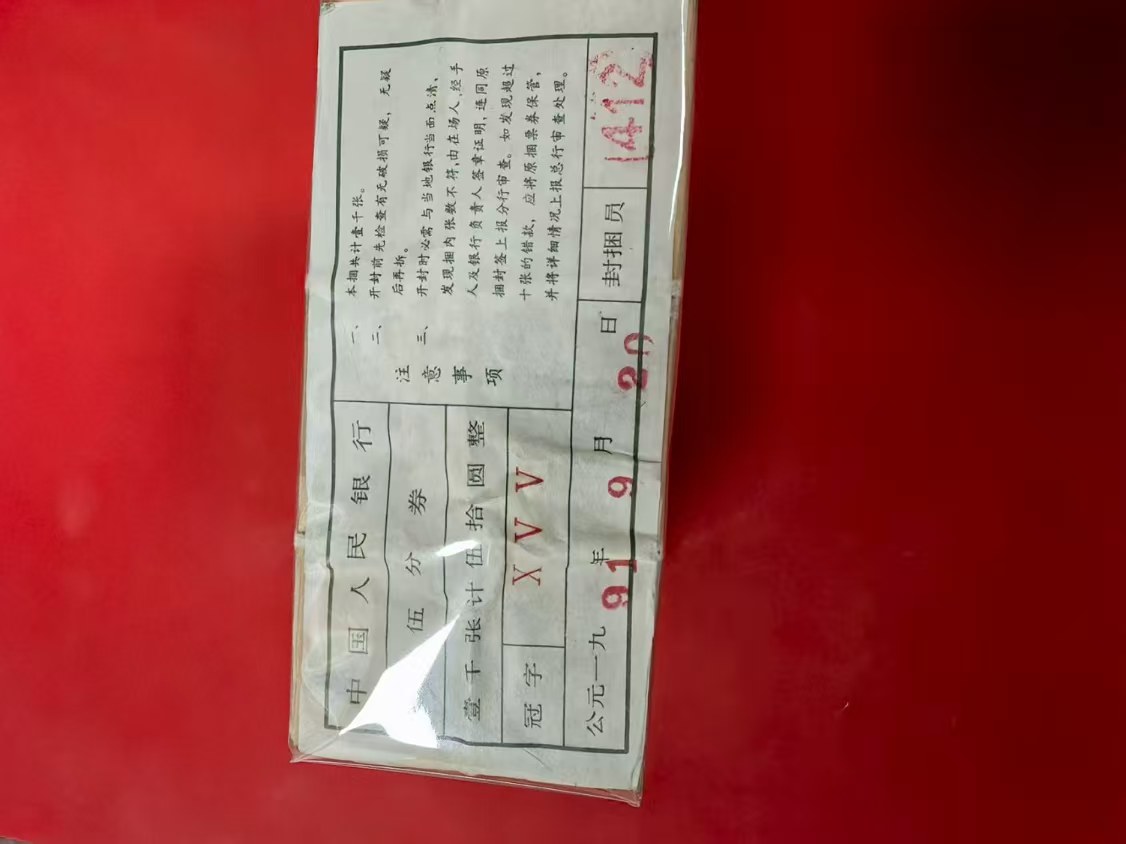 中国人民银行
伍分券
壹千张计伍拾圆整
冠字 XVV
注意事项
一、本捆共计壹千张。
二、开封前先检查有无破损可疑，无疑
后再拆。
三、开封时必需与当地银行当面点清、
发现捆内张数不符，由在场人，经手
人及银行负责人签章证明，连同原
捆封签上报分行审查。如发现超过
十张的错款，应将原捆票券保管，
并将详细情况上报总行审查处理。
公元一九91年9月20日 封捆员 1412